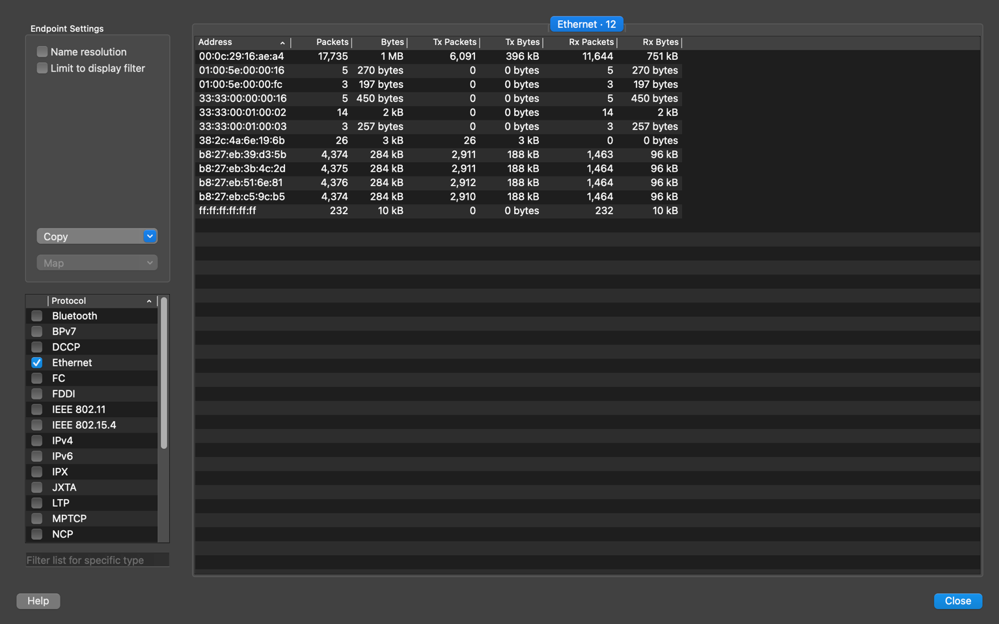 Endpoint Settings
Name resolution
Limit to display filter
Copy
Map
Protocol
Bluetooth
BPv7
DCCP
Ethernet
FC
FDDI
IEEE 802.11
IEEE 802.15.4
IPv4
IPv6
IPX
JXTA
LTP
MPTCP
NCP
Filter list for specific type
Help
Ethernet · 12
Address Packets Bytes Tx Packets Tx Bytes Rx Packets Rx Bytes
00:0c:29:16:ae:a4 17,735 1 MB 6,091 396 kB 11,644 751 kB
01:00:5e:00:00:16 5 270 bytes 0 0 bytes 5 270 bytes
01:00:5e:00:00:fc 3 197 bytes 0 0 bytes 3 197 bytes
33:33:00:00:00:16 5 450 bytes 0 0 bytes 5 450 bytes
33:33:00:01:00:02 14 2 kB 0 0 bytes 14 2 kB
33:33:00:01:00:03 3 257 bytes 0 0 bytes 3 257 bytes
38:2c:4a:6e:19:6b 26 3 kB 26 3 kB 0 0 bytes
b8:27:eb:39:d3:5b 4,374 284 kB 2,911 188 kB 1,463 96 kB
b8:27:eb:3b:4c:2d 4,375 284 kB 2,911 188 kB 1,464 96 kB
b8:27:eb:51:6e:81 4,376 284 kB 2,912 188 kB 1,464 96 kB
b8:27:eb:c5:9c:b5 4,374 284 kB 2,910 188 kB 1,464 96 kB
ff:ff:ff:ff:ff:ff 232 10 kB 0 0 bytes 232 10 kB
Close